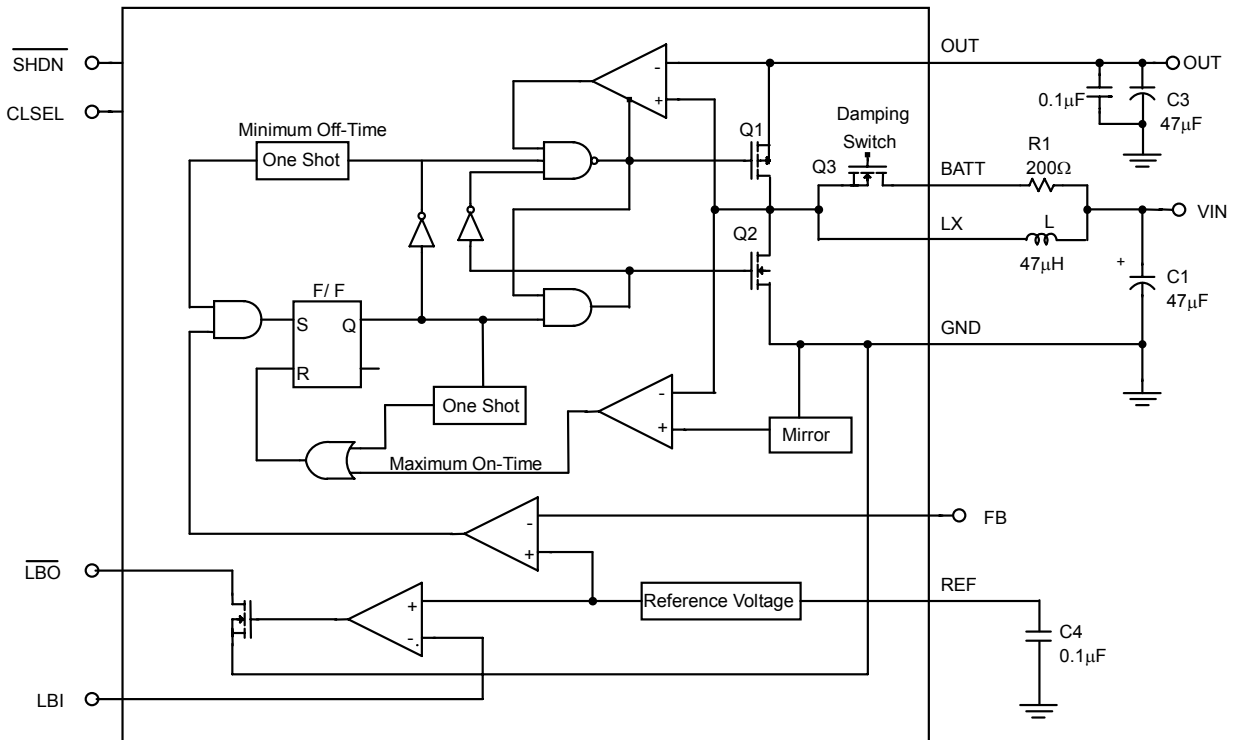 SHDN
CLSEL
OUT
OUT
0.1µF
C3
47µF
Damping
Switch
Minimum Off-Time
One Shot
-
+
Q1
Q3
BATT
R1
200Ω
VIN
Q2
LX
L
47µH
+
C1
47µF
F/ F
S
Q
R
GND
One Shot
-
+
Mirror
Maximum On-Time
-
+
FB
LBO
Reference Voltage
REF
+
-.
C4
0.1µF
LBI